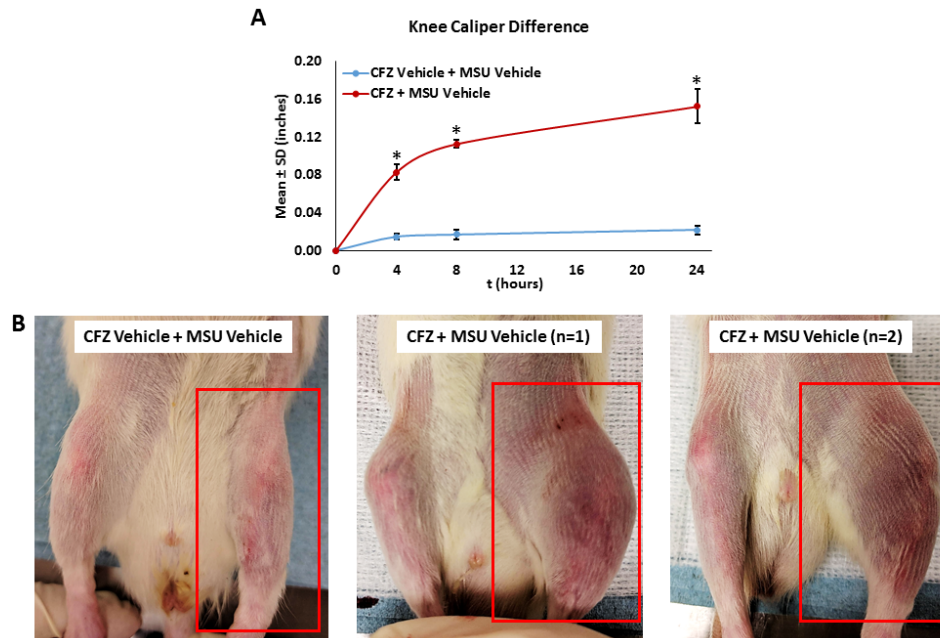 A
Knee Caliper Difference
0.20
0.16
0.12
0.08
0.04
0.00
Mean ± SD (inches)
CFZ Vehicle + MSU Vehicle
CFZ + MSU Vehicle
*
*
*
0 4 8 12 16 20 24
t (hours)
B
CFZ Vehicle + MSU Vehicle
CFZ + MSU Vehicle (n=1)
CFZ + MSU Vehicle (n=2)